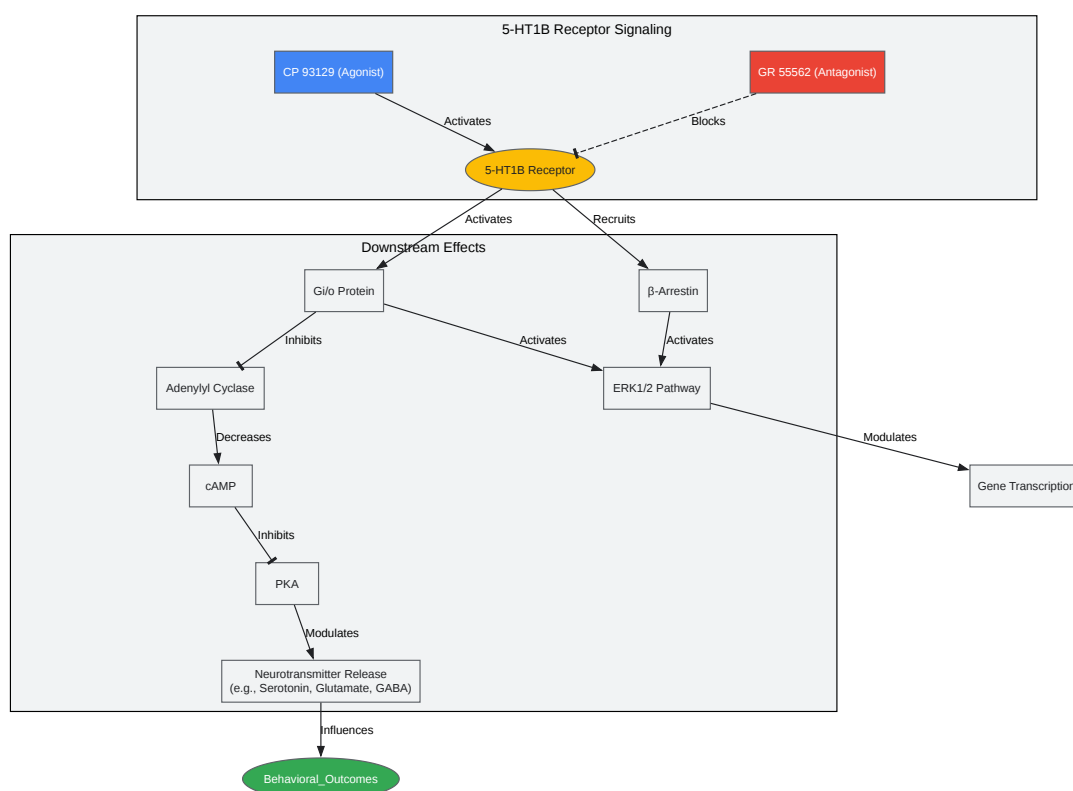 5-HT1B Receptor Signaling
CP 93129 (Agonist)
GR 55562 (Antagonist)
Activates
Blocks
5-HT1B Receptor
Activates
Recruits
Downstream Effects
Gi/o Protein
β-Arrestin
Inhibits
Activates
Activates
Adenylyl Cyclase
ERK1/2 Pathway
Decreases
Modulates
cAMP
Gene Transcription
Inhibits
PKA
Modulates
Neurotransmitter Release
(e.g., Serotonin, Glutamate, GABA)
Influences
Behavioral_Outcomes